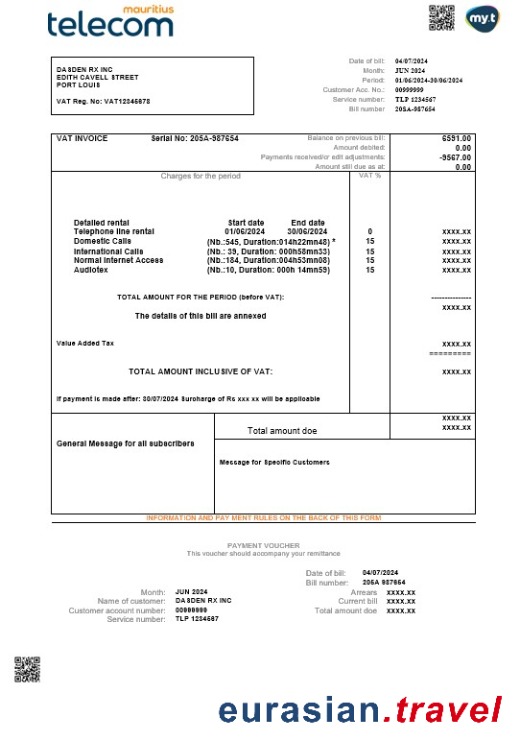 mauritius
telecom
my.t
DASDEN RX INC
EDITH CAVELL STREET
PORT LOUIS
VAT Reg. No: VAT12345678
Date of bill: 04/07/2024
Month: JUN 2024
Period: 01/06/2024-30/06/2024
Customer Acc. No.: 00999999
Service number: TLP 1234567
Bill number 205A-987654
VAT INVOICE Serial No: 205A-987654
Balance on previous bill: 6591.00
Amount debited: 0.00
Payments received/or edit adjustments: -9567.00
Amount still due as at: 0.00
Charges for the period VAT %
Detailed rental Start date End date
Telephone line rental 01/06/2024 30/06/2024 0 xxxx.xx
Domestic Calls (Nb.:545, Duration:014h22mn48) * 15 xxxx.xx
International Calls (Nb.: 39, Duration: 000h58mn33) 15 xxxx.xx
Normal Internet Access (Nb.:184, Duration:004h53mn08) 15 xxxx.xx
Audiotex (Nb.:10, Duration: 000h 14mn59) 15 xxxx.xx
TOTAL AMOUNT FOR THE PERIOD (before VAT): --------------
xxxx.xx
The details of this bill are annexed
Value Added Tax xxxx.xx
=========
TOTAL AMOUNT INCLUSIVE OF VAT: xxxx.xx
If payment is made after: 30/07/2024 Surcharge of Rs xxx xx will be applicable
xxxx.xx
Total amount doe xxxx.xx
General Message for all subscribers
Message for Specific Customers
INFORMATION AND PAY MENT RULES ON THE BACK OF THIS FORM
PAYMENT VOUCHER
This voucher should accompany your remittance
Date of bill: 04/07/2024
Bill number: 205A 987654
Month: JUN 2024 Arrears xxxx.xx
Name of customer: DASDEN RX INC Current bill xxxx.xx
Customer account number: 00999999 Total amount doe xxxx.xx
Service number: TLP 1234567
eurasian.travel